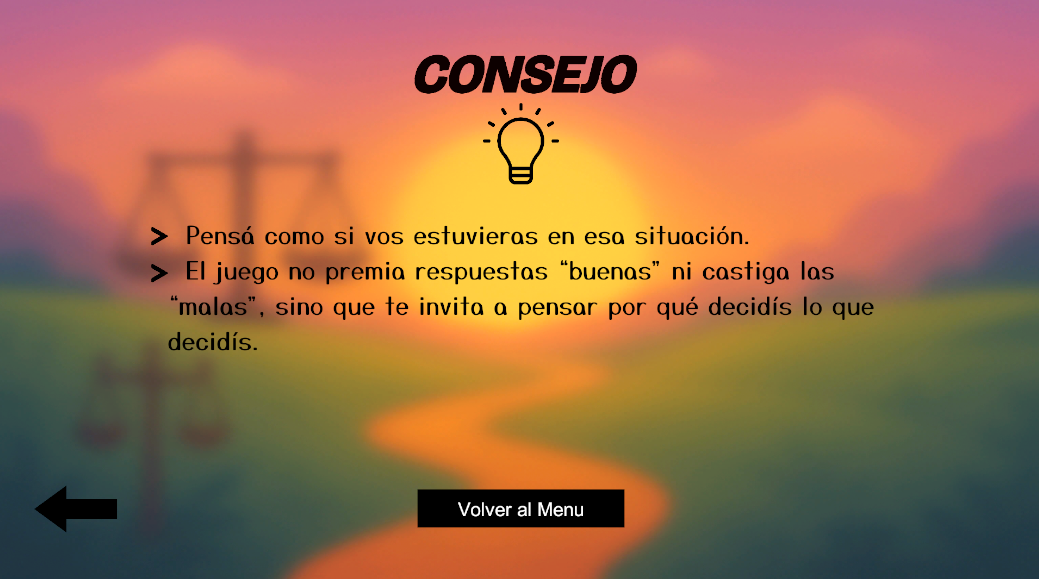 CONSEJO
> Pensá como si vos estuvieras en esa situación.
> El juego no premia respuestas “buenas” ni castiga las
“malas”, sino que te invita a pensar por qué decidís lo que
decidís.
Volver al Menu